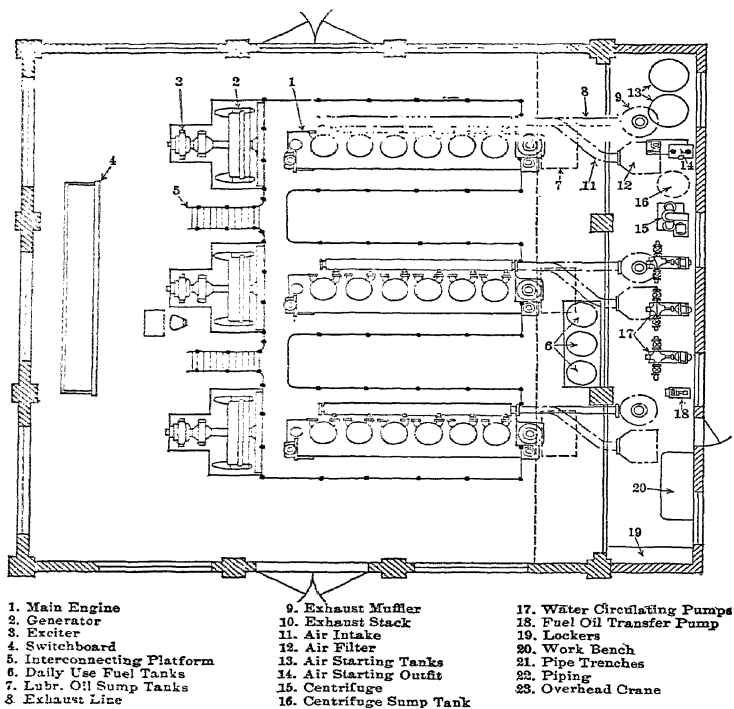 3
2
1
8
9
13
4
14
5
7
11
12
16
15
6
17
18
20
19
1. Main Engine
2. Generator
3. Exciter
4. Switchboard
5. Interconnecting Platform
6. Daily Use Fuel Tanks
7. Lubr. Oil Sump Tanks
8 Exhaust Line
9. Exhaust Muffler
10. Exhaust Stack
11. Air Intake
12. Air Filter
13. Air Starting Tanks
14. Air Starting Outfit
15. Centrifuge
16. Centrifuge Sump Tank
17. Water Circulating Pumps
18. Fuel Oil Transfer Pump
19. Lockers
20. Work Bench
21. Pipe Trenches
22. Piping
23. Overhead Crane